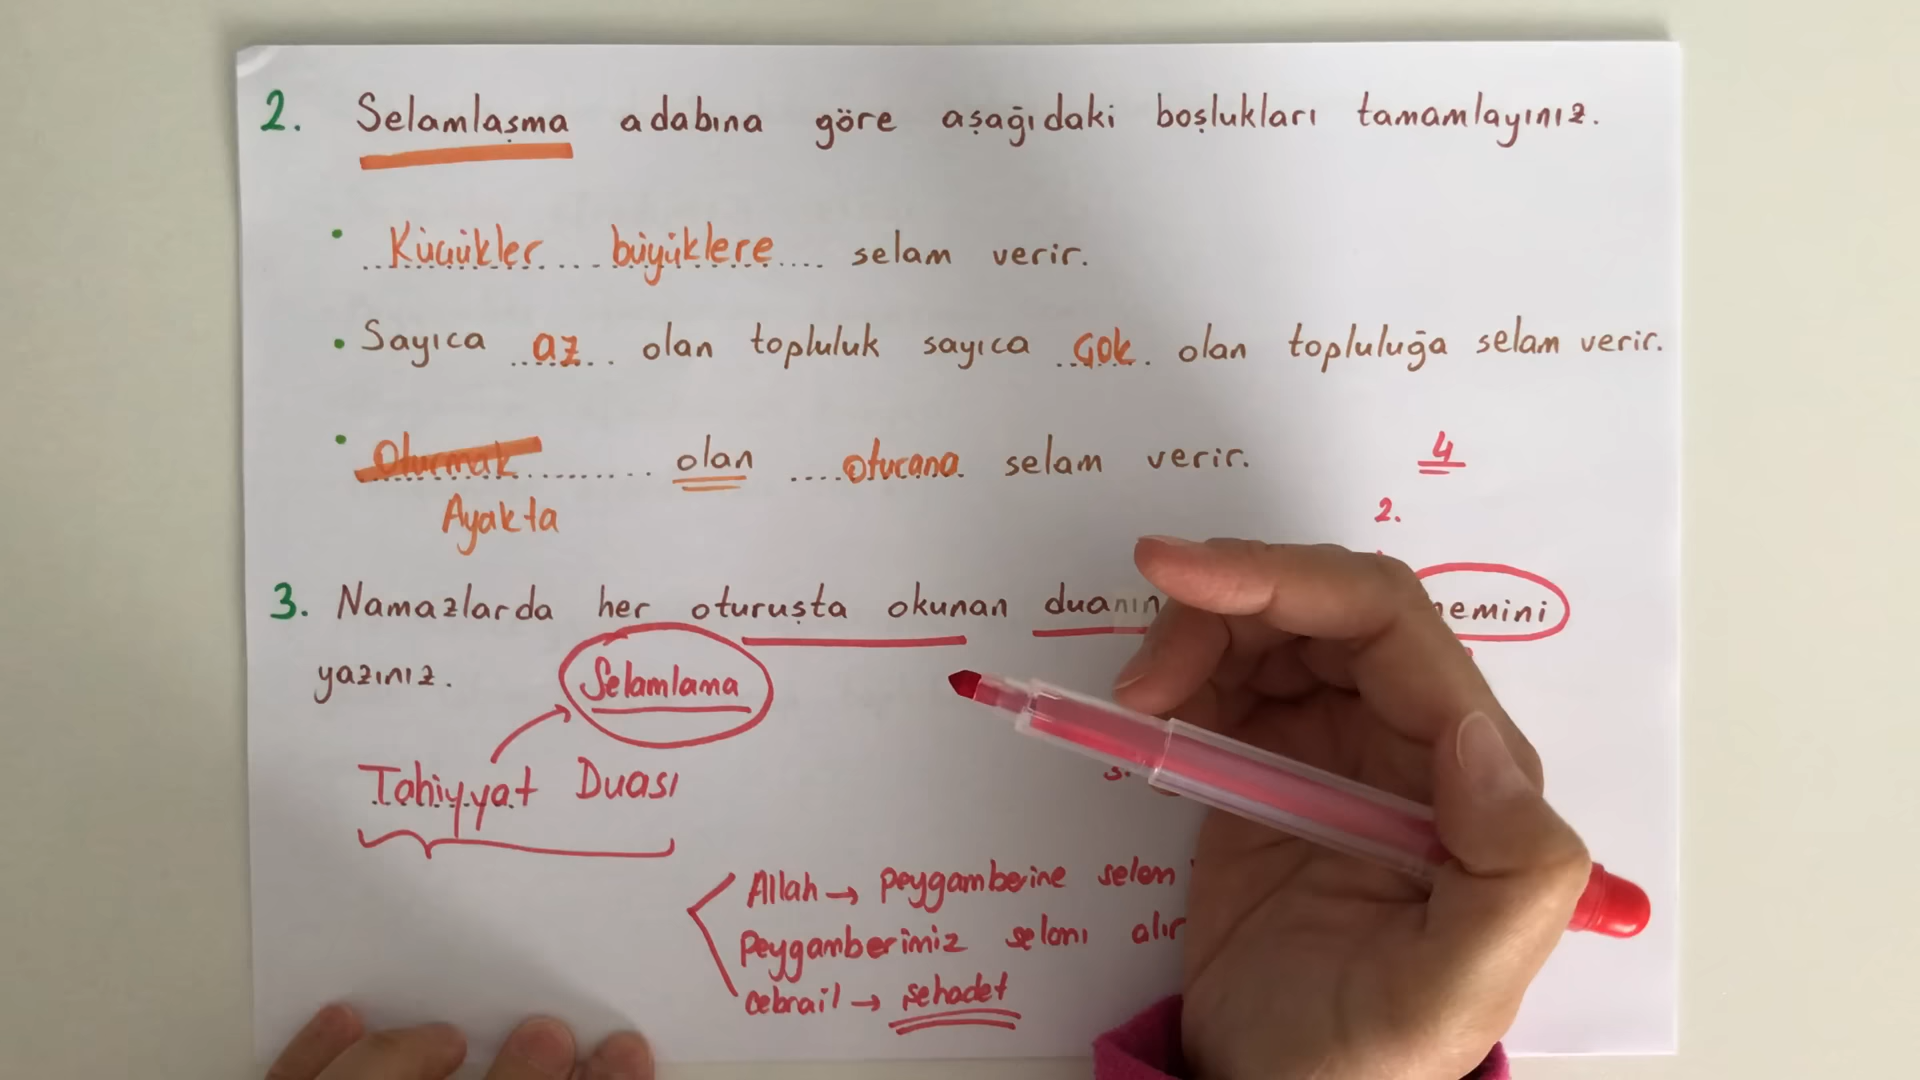 2. Selamlaşma adabına göre aşağıdaki boşlukları tamamlayınız.
• Küçükler büyüklere selam verir.
• Sayıca az olan topluluk sayıca çok olan topluluğa selam verir.
• Oturmak olan oturana selam verir.
Ayakta
4
2.
3. Namazlarda her oturuşta okunan duanın
yazınız.
Selamlama
Tahiyyat Duası
Allah → peygamberine selam
Peygamberimiz selamı alır
Cebrail → şehadet